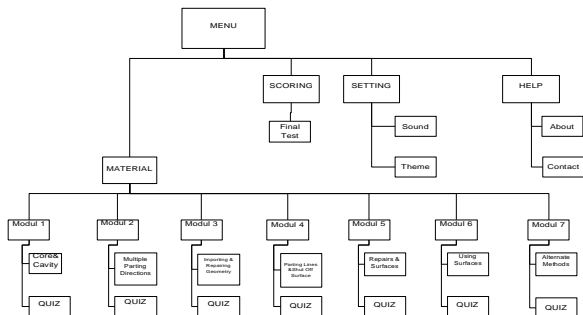 MENU
SCORING
SETTING
HELP
Final
Test
Sound
About
Theme
Contact
MATERIAL
Modul 1
Modul 2
Modul 3
Modul 4
Modul 5
Modul 6
Modul 7
Core&
Cavity
Multiple
Parting
Directions
Importing &
Repairing
Geometry
Parting Lines
&Shut Off
Surface
Repairs &
Surfaces
Using
Surfaces
Alternate
Methods
QUIZ
QUIZ
QUIZ
QUIZ
QUIZ
QUIZ
QUIZ